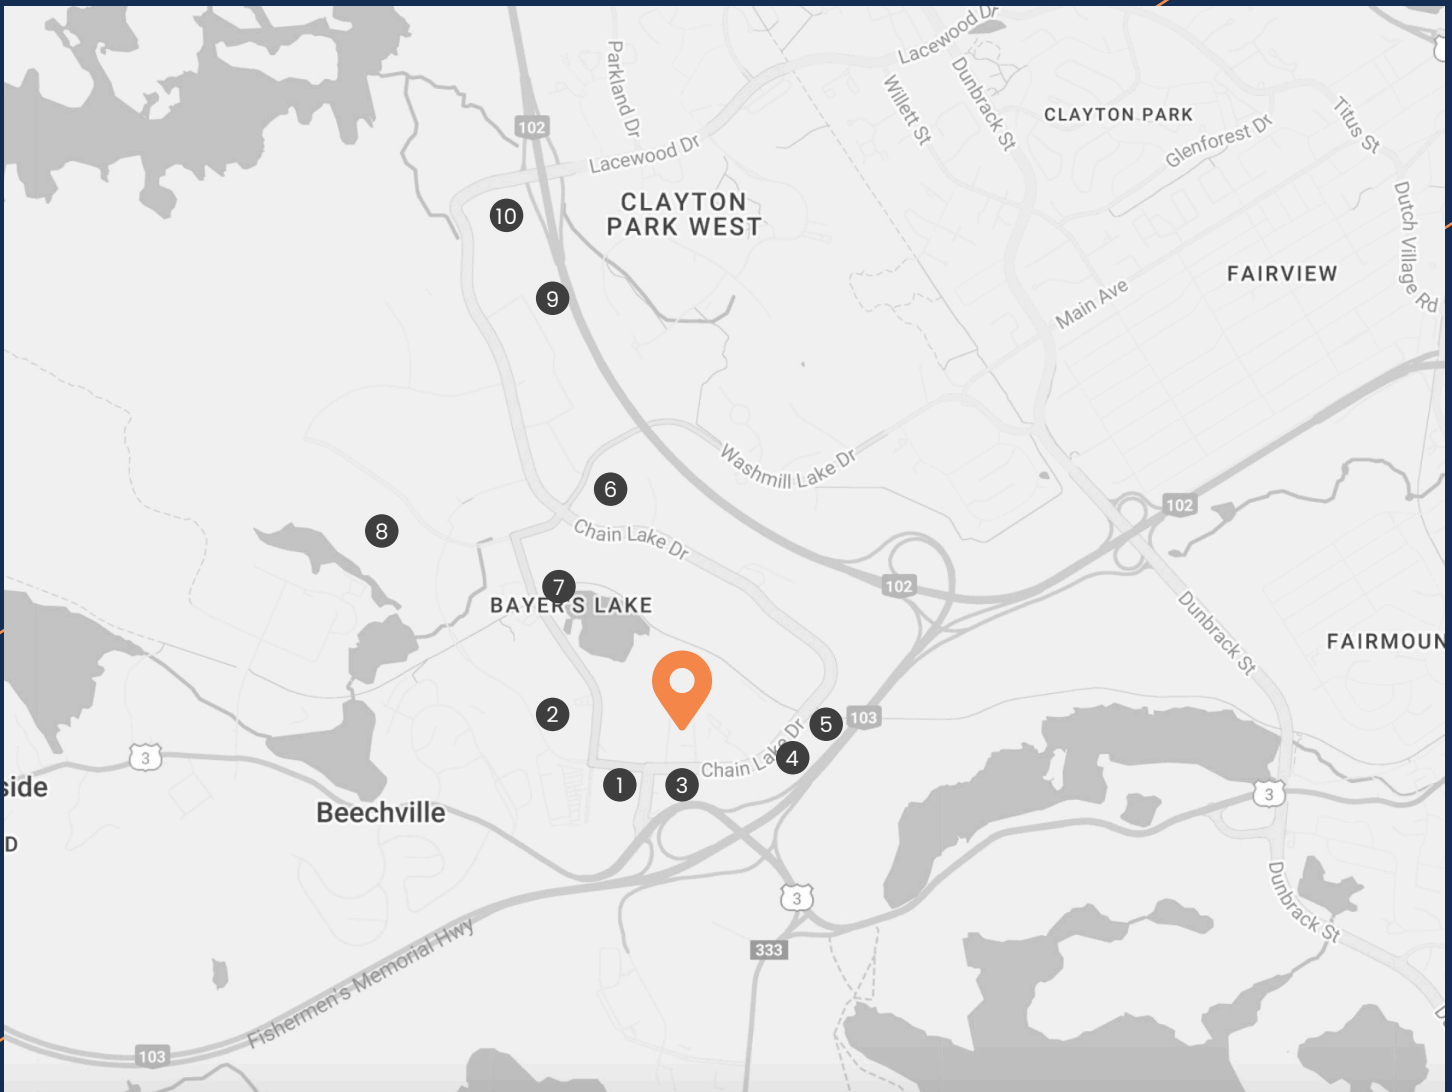 Lacewood Dr
Parkland Dr
Dunbrack St
Willett St
Titus St
CLAYTON PARK
102
Glenforest Dr
Lacewood Dr
Dutch Village Rd
CLAYTON
PARK WEST
10
FAIRVIEW
9
Main Ave
Washmill Lake Dr
6
102
8
Chain Lake Dr
7
102
BAYER'S LAKE
Dunbrack St
FAIRMOUN
2
5
103
3
4
Chain Lake Dr
1
3
side
3
Beechville
D
3
Dunbrack St
333
Fishermen's Memorial Hwy
103